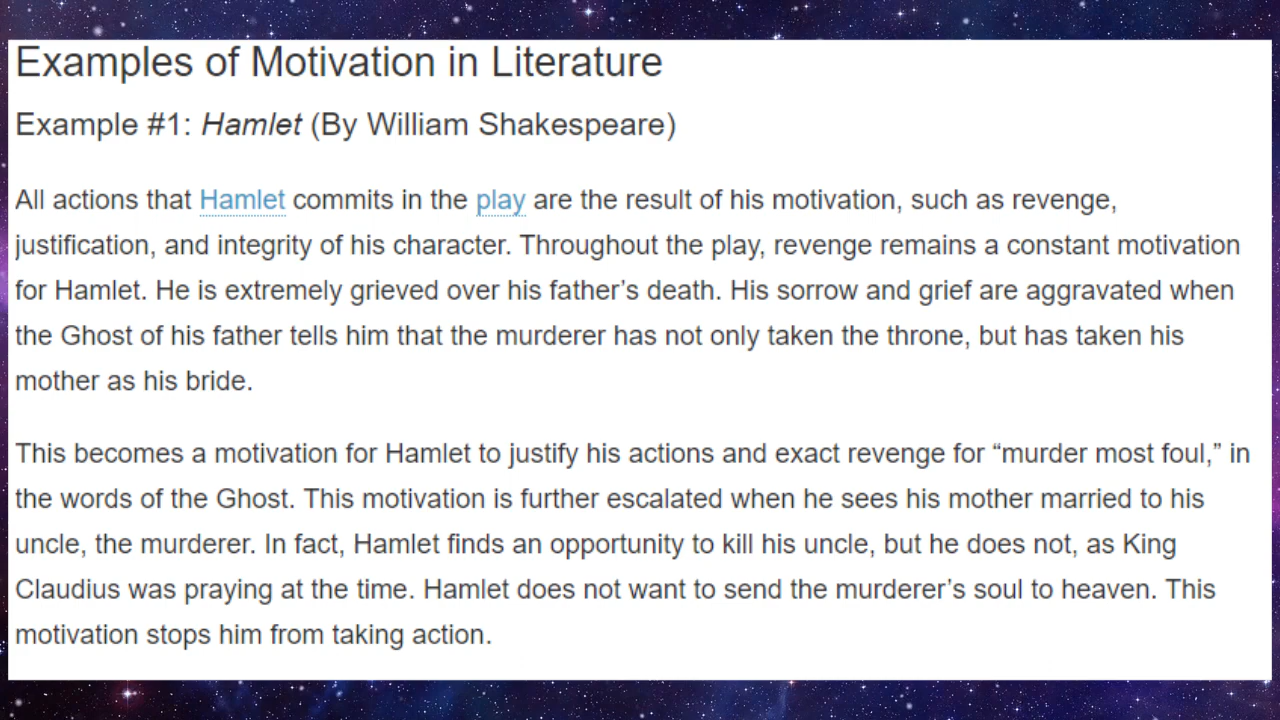 Examples of Motivation in Literature
Example #1: Hamlet (By William Shakespeare)
All actions that Hamlet commits in the play are the result of his motivation, such as revenge,
justification, and integrity of his character. Throughout the play, revenge remains a constant motivation
for Hamlet. He is extremely grieved over his father’s death. His sorrow and grief are aggravated when
the Ghost of his father tells him that the murderer has not only taken the throne, but has taken his
mother as his bride.
This becomes a motivation for Hamlet to justify his actions and exact revenge for “murder most foul,” in
the words of the Ghost. This motivation is further escalated when he sees his mother married to his
uncle, the murderer. In fact, Hamlet finds an opportunity to kill his uncle, but he does not, as King
Claudius was praying at the time. Hamlet does not want to send the murderer’s soul to heaven. This
motivation stops him from taking action.